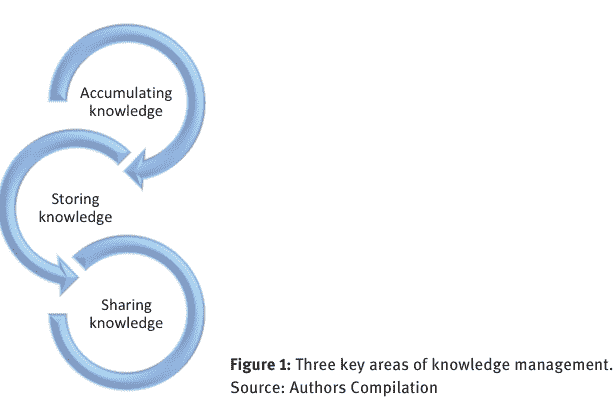 Accumulating
knowledge
Storing
knowledge
Sharing
knowledge
Figure 1: Three key areas of knowledge management.
Source: Authors Compilation